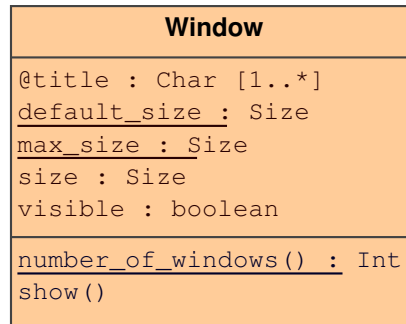 Window
@title : Char [1..*]
default_size : Size
max_size : Size
size : Size
visible : boolean
number_of_windows() : Int
show()